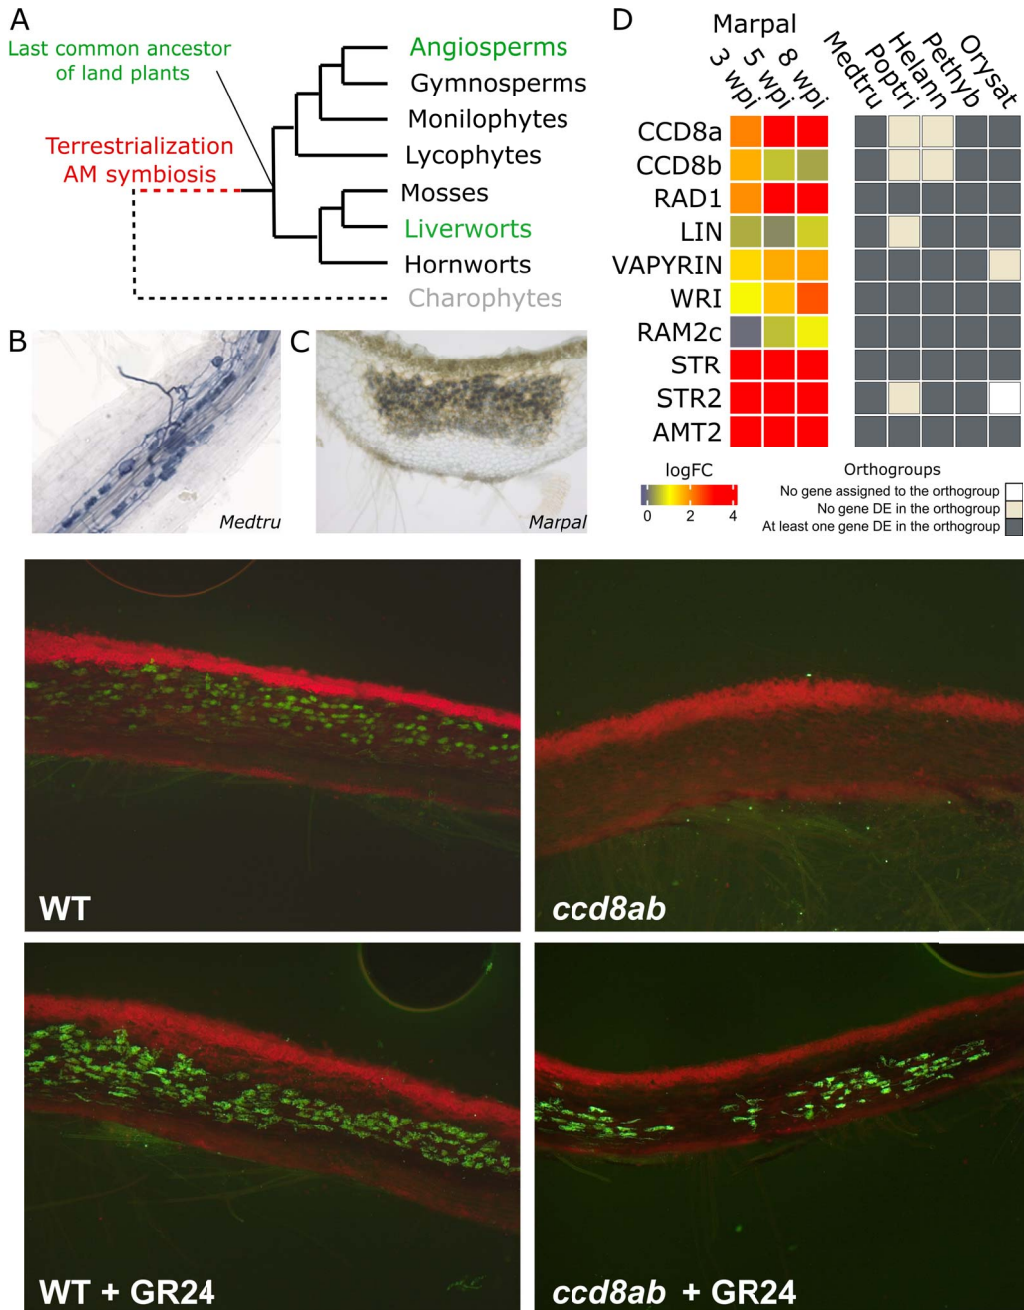 A
Last common ancestor
of land plants
Terrestrialization
AM symbiosis
Angiosperms
Gymnosperms
Monilophytes
Lycophytes
Mosses
Liverworts
Hornworts
Charophytes
B
Medtru
C
Marpal
D
Marpal
3 wpi
5 wpi
8 wpi
Medtru
Poptri
Helann
Pethyb
Orysat
CCD8a
CCD8b
RAD1
LIN
VAPYRIN
WRI
RAM2c
STR
STR2
AMT2
logFC
0 2 4
Orthogroups
No gene assigned to the orthogroup
No gene DE in the orthogroup
At least one gene DE in the orthogroup
WT
ccd8ab
WT + GR24
ccd8ab + GR24